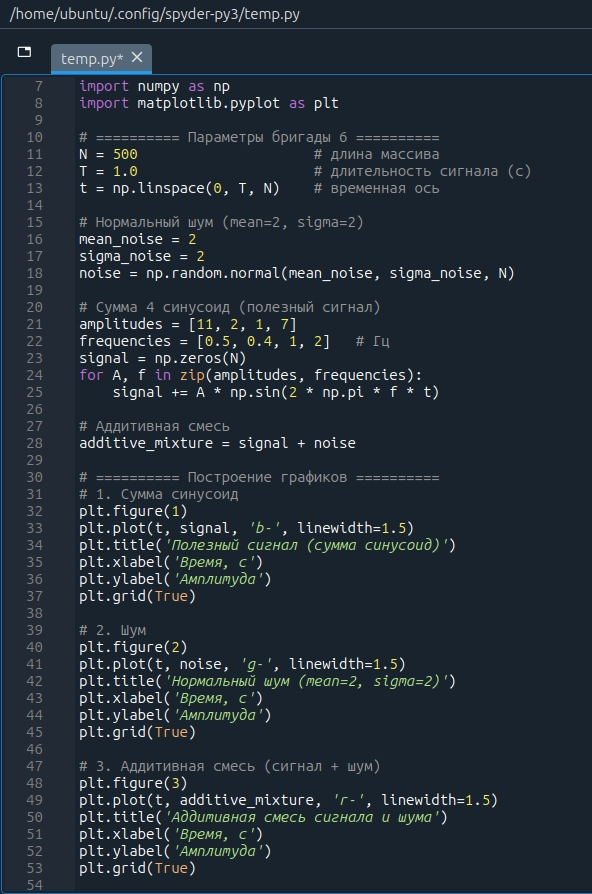 /home/ubuntu/.config/spyder-py3/temp.py
temp.py*
7 import numpy as np
8 import matplotlib.pyplot as plt
9
10 # ========== Параметры бригады 6 ==========
11 N = 500 # длина массива
12 T = 1.0 # длительность сигнала (с)
13 t = np.linspace(0, T, N) # временная ось
14
15 # Нормальный шум (mean=2, sigma=2)
16 mean_noise = 2
17 sigma_noise = 2
18 noise = np.random.normal(mean_noise, sigma_noise, N)
19
20 # Сумма 4 синусоид (полезный сигнал)
21 amplitudes = [11, 2, 1, 7]
22 frequencies = [0.5, 0.4, 1, 2] # Гц
23 signal = np.zeros(N)
24 for A, f in zip(amplitudes, frequencies):
25 signal += A * np.sin(2 * np.pi * f * t)
26
27 # Аддитивная смесь
28 additive_mixture = signal + noise
29
30 # ========== Построение графиков ==========
31 # 1. Сумма синусоид
32 plt.figure(1)
33 plt.plot(t, signal, 'b-', linewidth=1.5)
34 plt.title('Полезный сигнал (сумма синусоид)')
35 plt.xlabel('Время, с')
36 plt.ylabel('Амплитуда')
37 plt.grid(True)
38
39 # 2. Шум
40 plt.figure(2)
41 plt.plot(t, noise, 'g-', linewidth=1.5)
42 plt.title('Нормальный шум (mean=2, sigma=2)')
43 plt.xlabel('Время, с')
44 plt.ylabel('Амплитуда')
45 plt.grid(True)
46
47 # 3. Аддитивная смесь (сигнал + шум)
48 plt.figure(3)
49 plt.plot(t, additive_mixture, 'r-', linewidth=1.5)
50 plt.title('Аддитивная смесь сигнала и шума')
51 plt.xlabel('Время, с')
52 plt.ylabel('Амплитуда')
53 plt.grid(True)
54